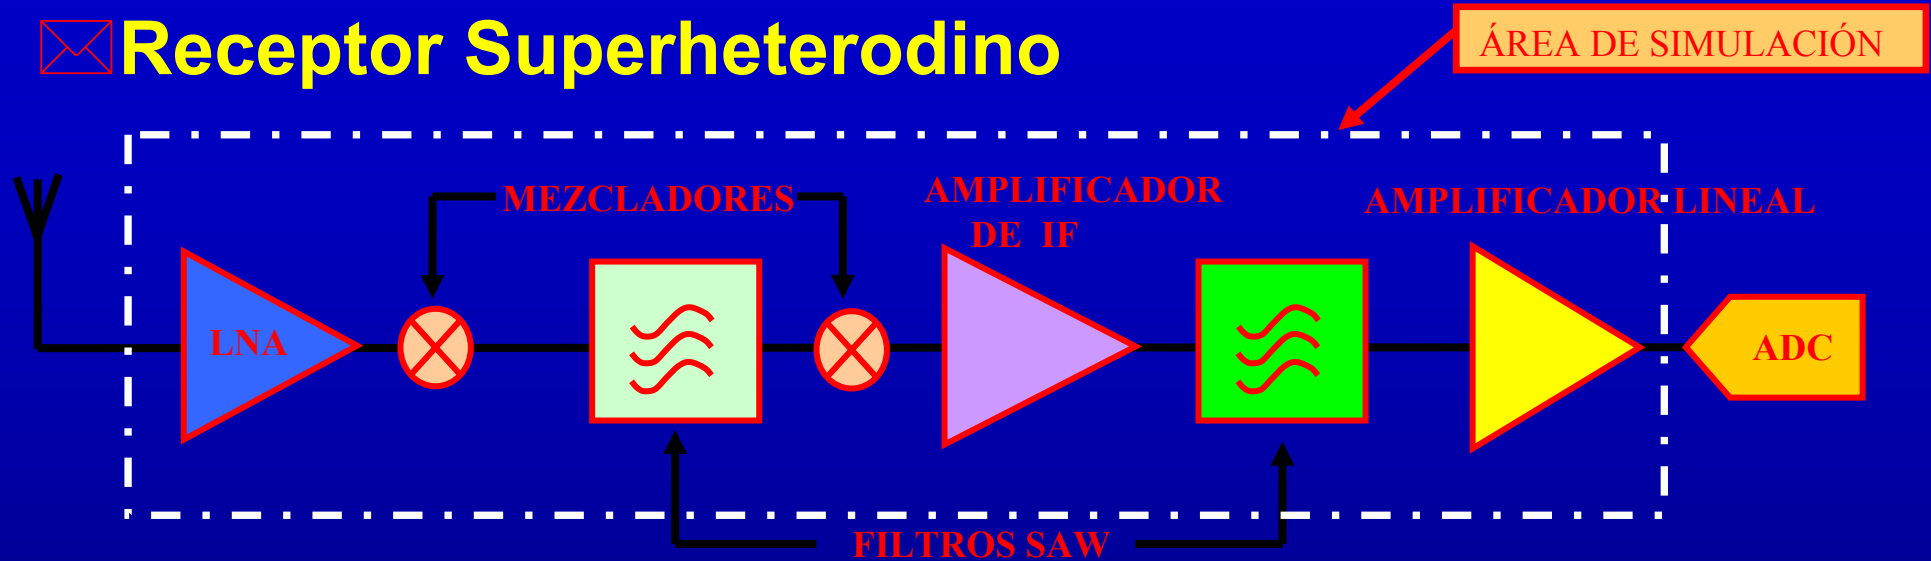 Receptor Superheterodino
ÁREA DE SIMULACIÓN
MEZCLADORES
AMPLIFICADOR
DE IF
AMPLIFICADOR LINEAL
LNA
ADC
FILTROS SAW